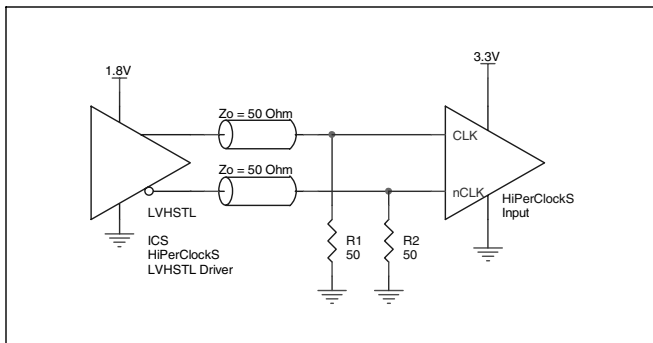 1.8V
3.3V
Zo = 50 Ohm
CLK
Zo = 50 Ohm
nCLK
LVHSTL
HiPerClockS
Input
ICS
HiPerClockS
LVHSTL Driver
R1
50
R2
50